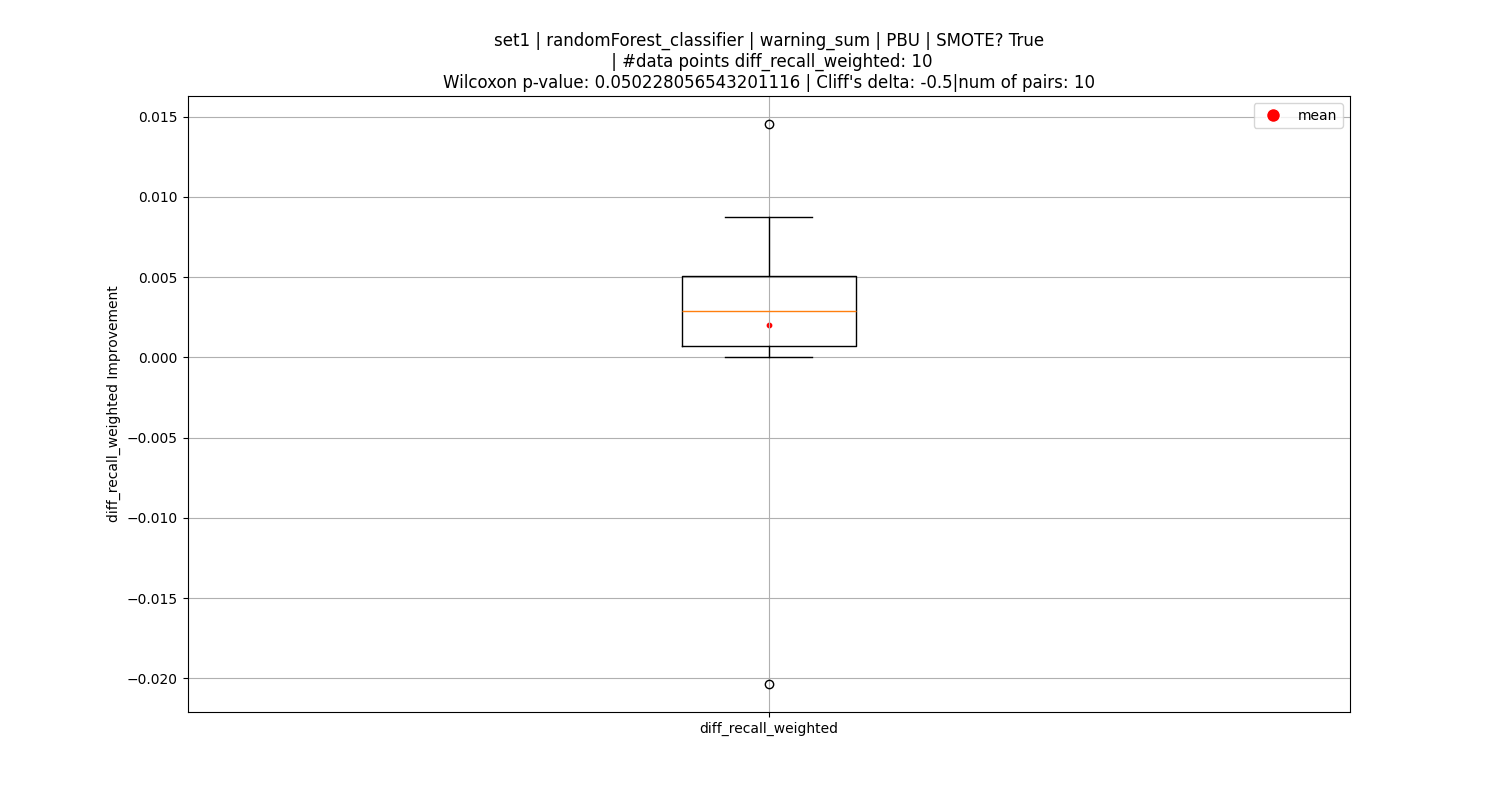 set1 | randomForest_classifier | warning_sum | PBU | SMOTE? True
| #data points diff_recall_weighted: 10
Wilcoxon p-value: 0.050228056543201116 | Cliff's delta: -0.5|num of pairs: 10
mean
0.015
0.010
0.005
0.000
−0.005
−0.010
−0.015
−0.020
diff_recall_weighted Improvement
diff_recall_weighted